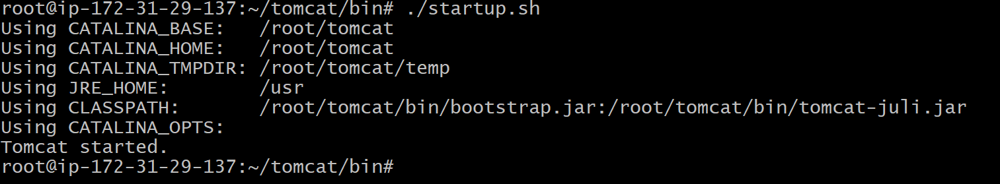 root@ip-172-31-29-137:~/tomcat/bin# ./startup.sh
Using CATALINA_BASE:   /root/tomcat
Using CATALINA_HOME:   /root/tomcat
Using CATALINA_TMPDIR: /root/tomcat/temp
Using JRE_HOME:        /usr
Using CLASSPATH:       /root/tomcat/bin/bootstrap.jar:/root/tomcat/bin/tomcat-juli.jar
Using CATALINA_OPTS:
Tomcat started.
root@ip-172-31-29-137:~/tomcat/bin#